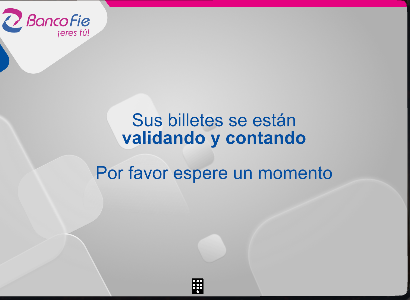 BancoFie
¡eres tú!
Sus billetes se están
validando y contando
Por favor espere un momento